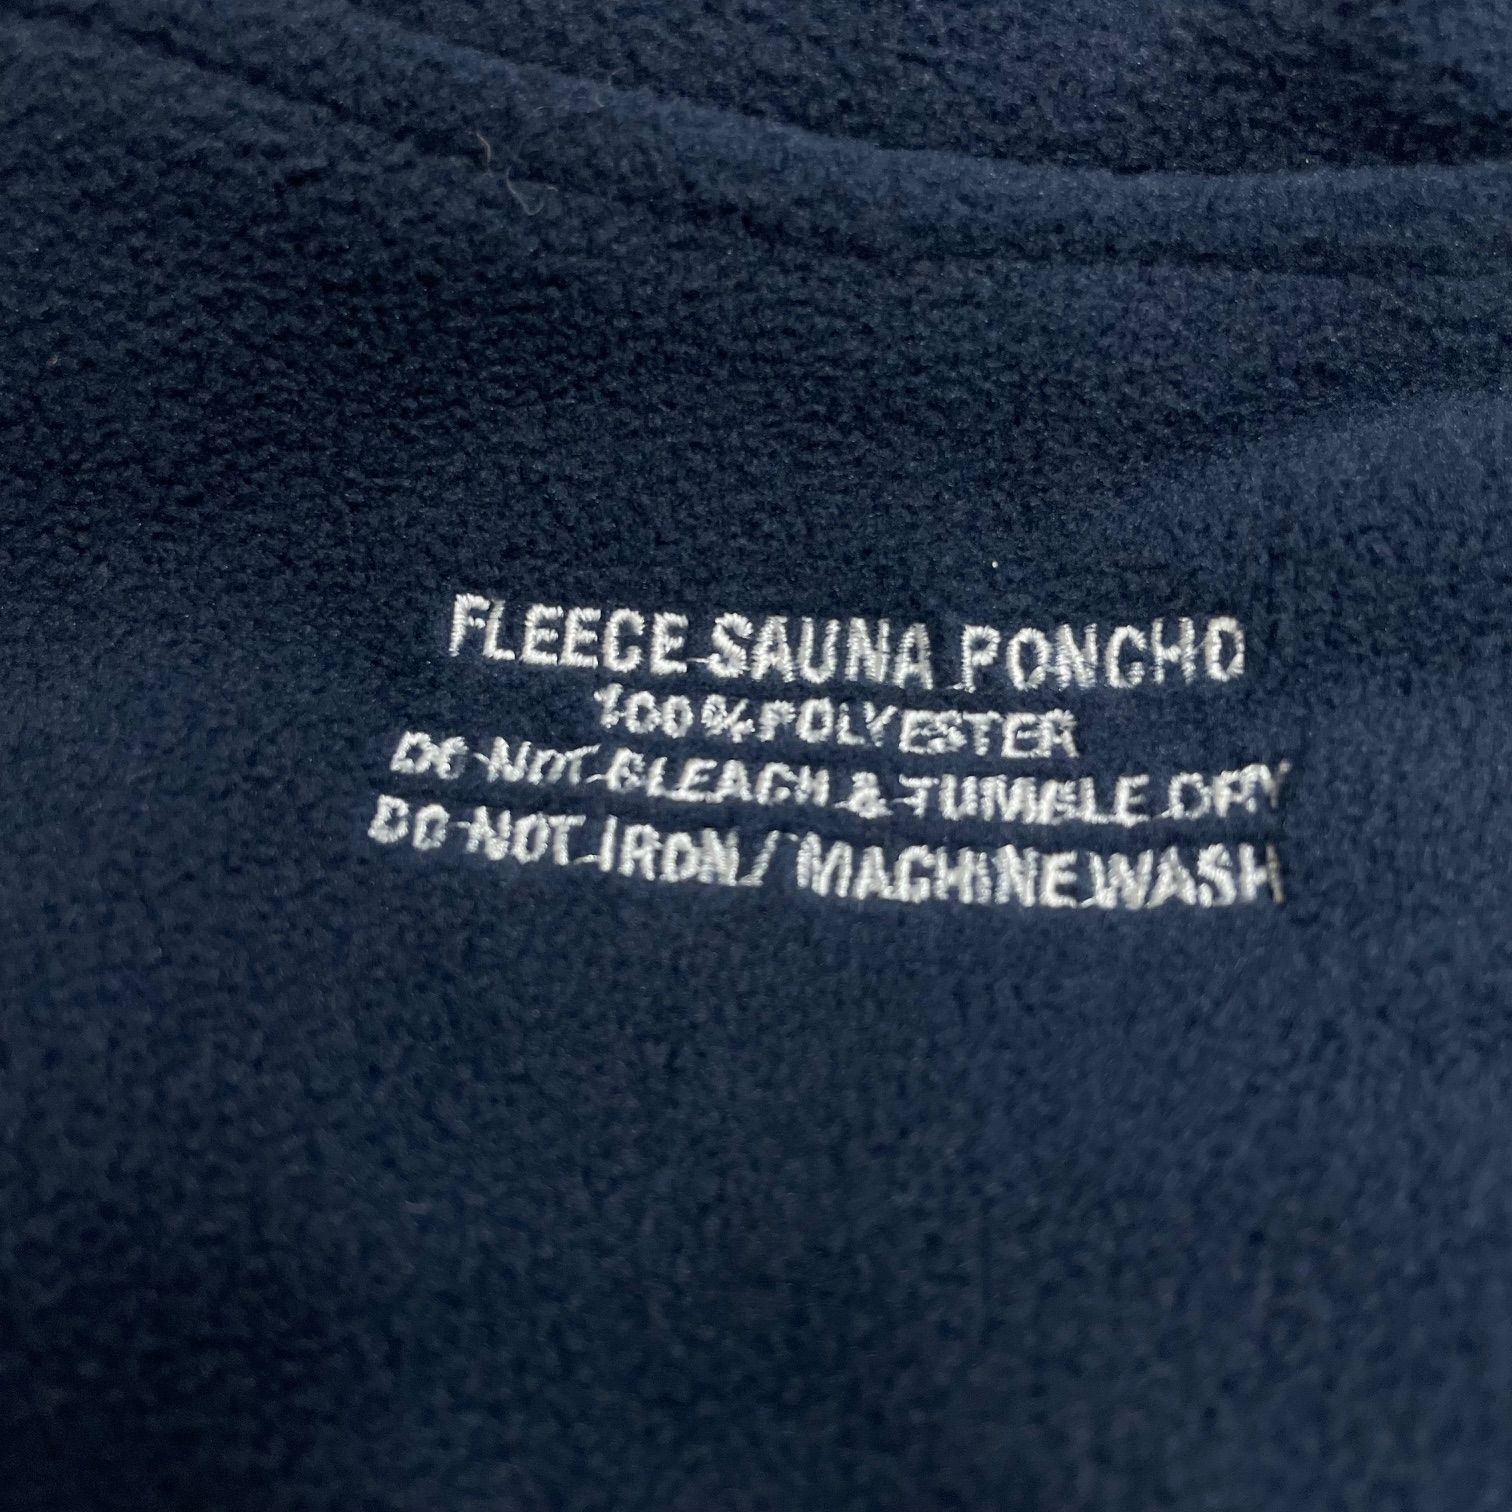 FLEECE SAUNA PONCHO
100% POLYESTER
DO NOT BLEACH & TUMBLE DRY
DO NOT IRON / MACHINE WASH